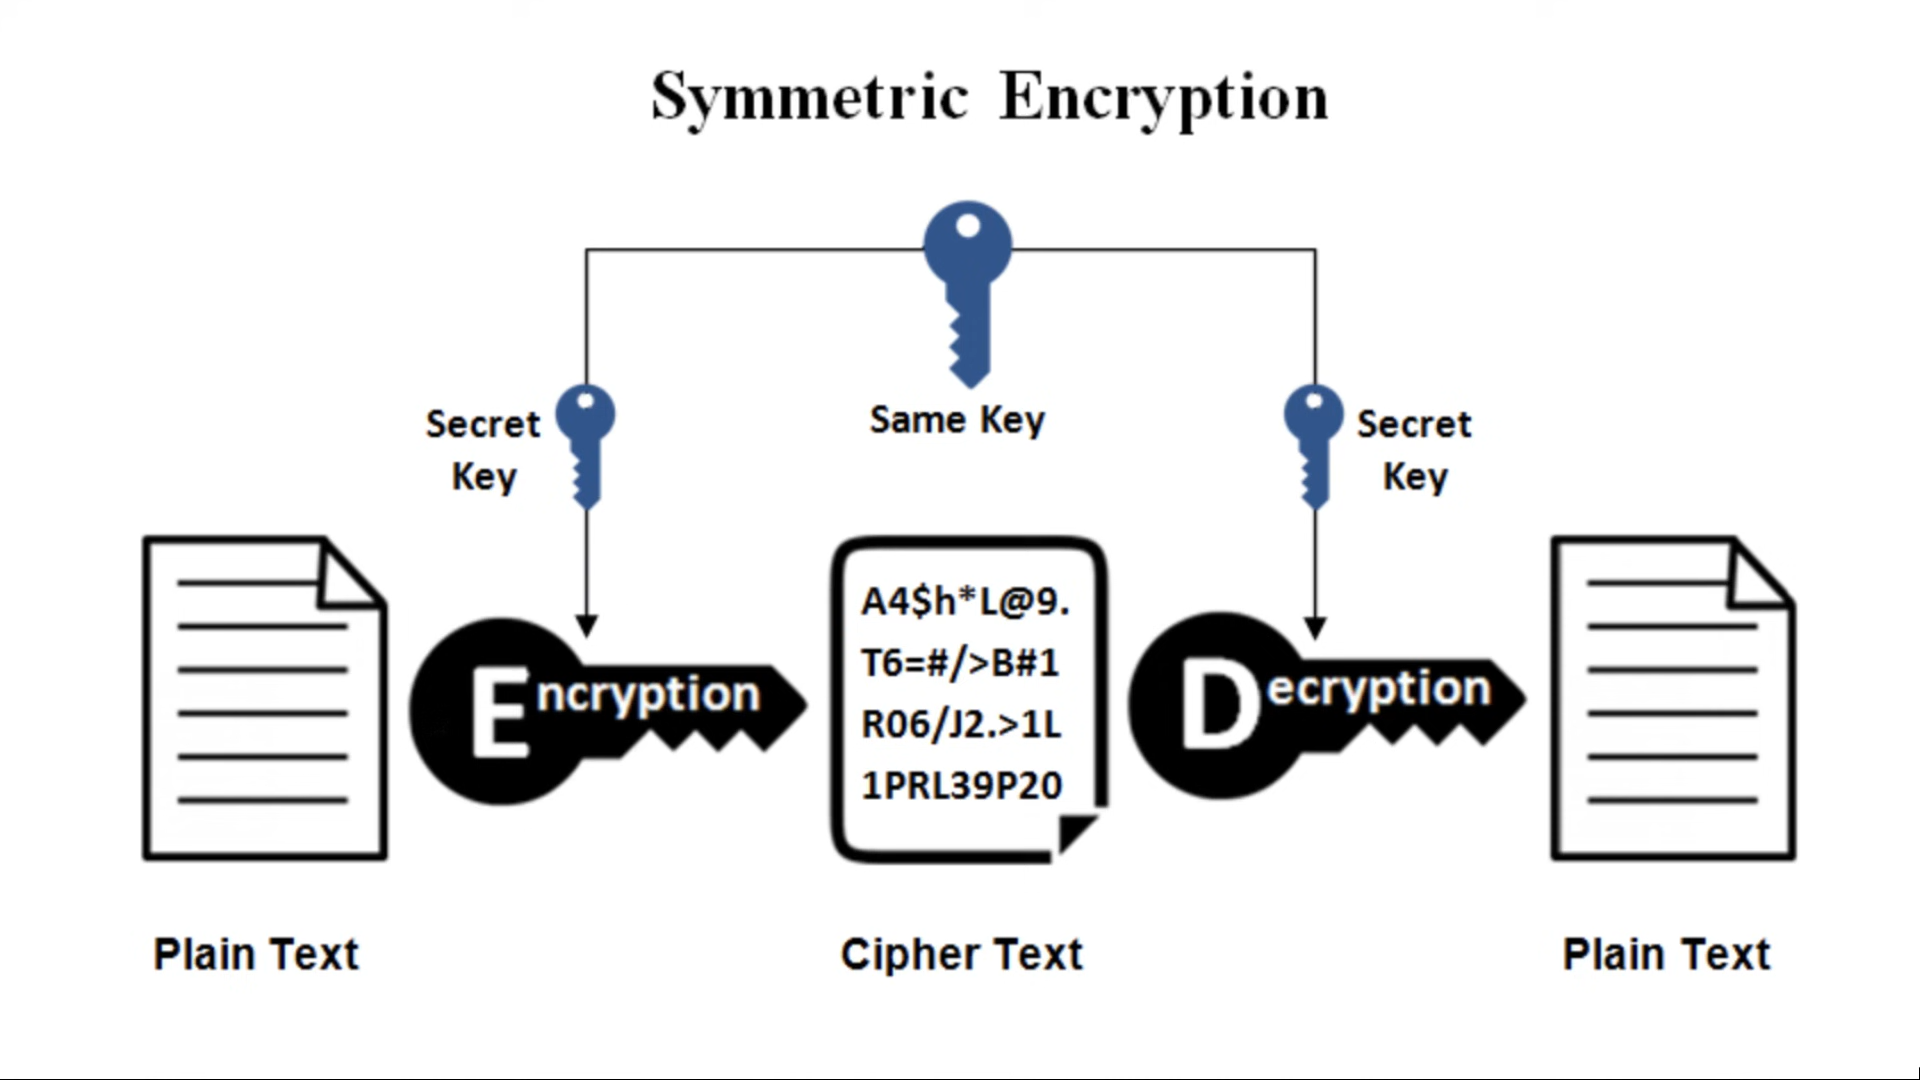 Symmetric Encryption
Same Key
Secret
Key
Secret
Key
Encryption
A4$h*L@9.
T6=#/>B#1
R06/J2.>1L
1PRL39P20
Decryption
Plain Text
Cipher Text
Plain Text